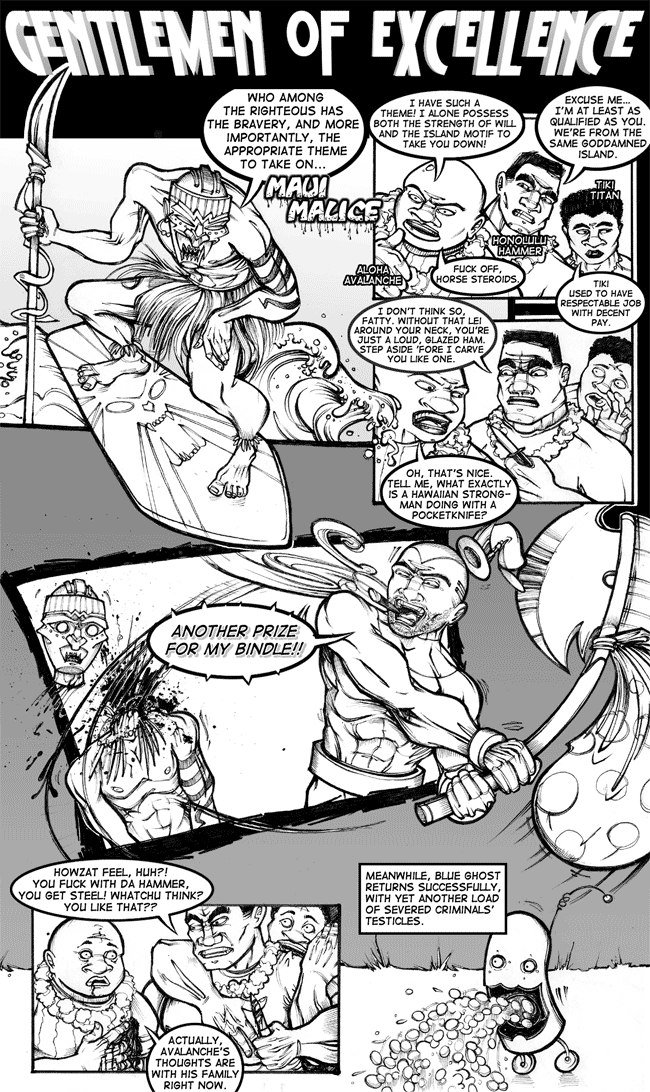 GENTLEMEN OF EXCELLENCE
WHO AMONG
THE RIGHTEOUS HAS
THE BRAVERY, AND MORE
IMPORTANTLY, THE
APPROPRIATE THEME
TO TAKE ON...
MAUI
MALICE
I HAVE SUCH A
THEME! I ALONE POSSESS
BOTH THE STRENGTH OF WILL
AND THE ISLAND MOTIF TO
TAKE YOU DOWN!
EXCUSE ME...
I'M AT LEAST AS
QUALIFIED AS YOU.
WE'RE FROM THE
SAME GODDAMNED
ISLAND.
ALOHA
AVALANCHE
HONOLULU
HAMMER
TIKI
TITAN
FUCK OFF,
HORSE STEROIDS.
TIKI
USED TO HAVE
RESPECTABLE JOB
WITH DECENT
PAY.
I DON'T THINK SO,
FATTY. WITHOUT THAT LEI
AROUND YOUR NECK, YOU'RE
JUST A LOUD, GLAZED HAM.
STEP ASIDE 'FORE I CARVE
YOU LIKE ONE.
OH, THAT'S NICE.
TELL ME, WHAT EXACTLY
IS A HAWAIIAN STRONG-
MAN DOING WITH A
POCKETKNIFE?
ANOTHER PRIZE
FOR MY BINDLE!!
HOWZAT FEEL, HUH?!
YOU FUCK WITH DA HAMMER,
YOU GET STEEL! WHATCHU THINK?
YOU LIKE THAT??
ACTUALLY,
AVALANCHE'S
THOUGHTS ARE
WITH HIS FAMILY
RIGHT NOW.
MEANWHILE, BLUE GHOST
RETURNS SUCCESSFULLY,
WITH YET ANOTHER LOAD
OF SEVERED CRIMINALS'
TESTICLES.